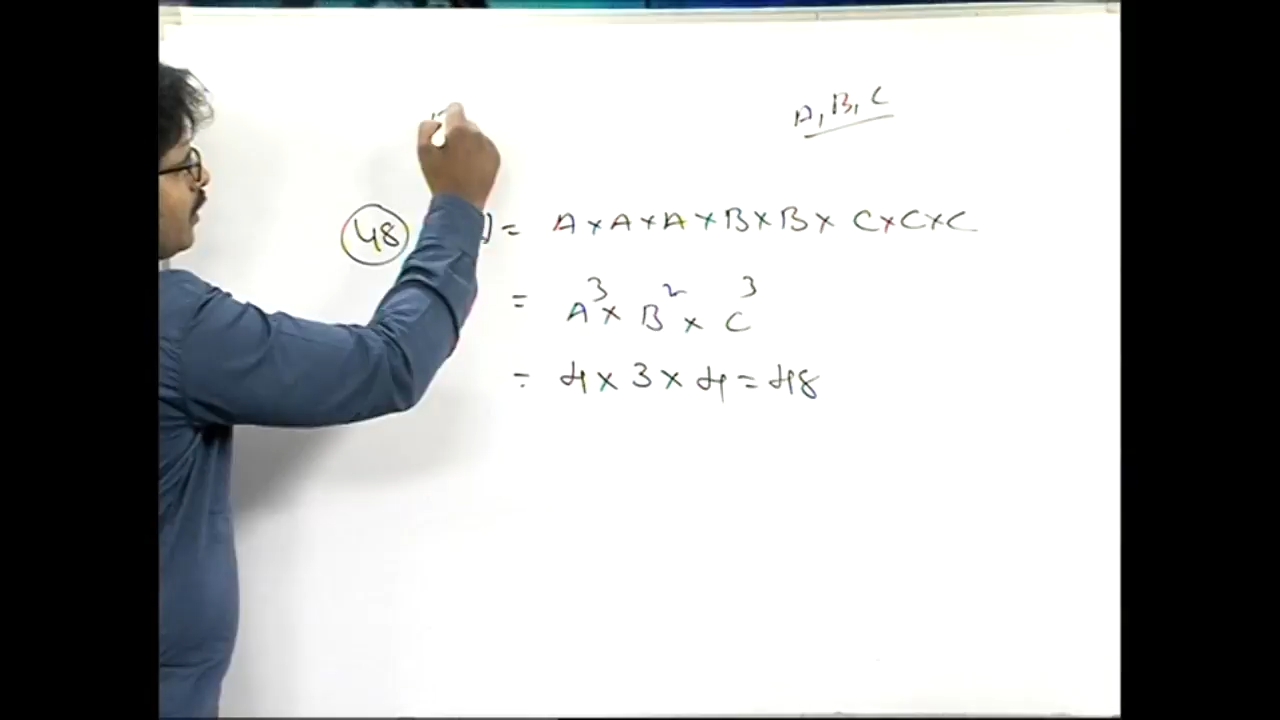 A, B, C
48 = A × A × A × B × B × C × C × C
= A³ × B² × C³
= 4 × 3 × 4 = 48